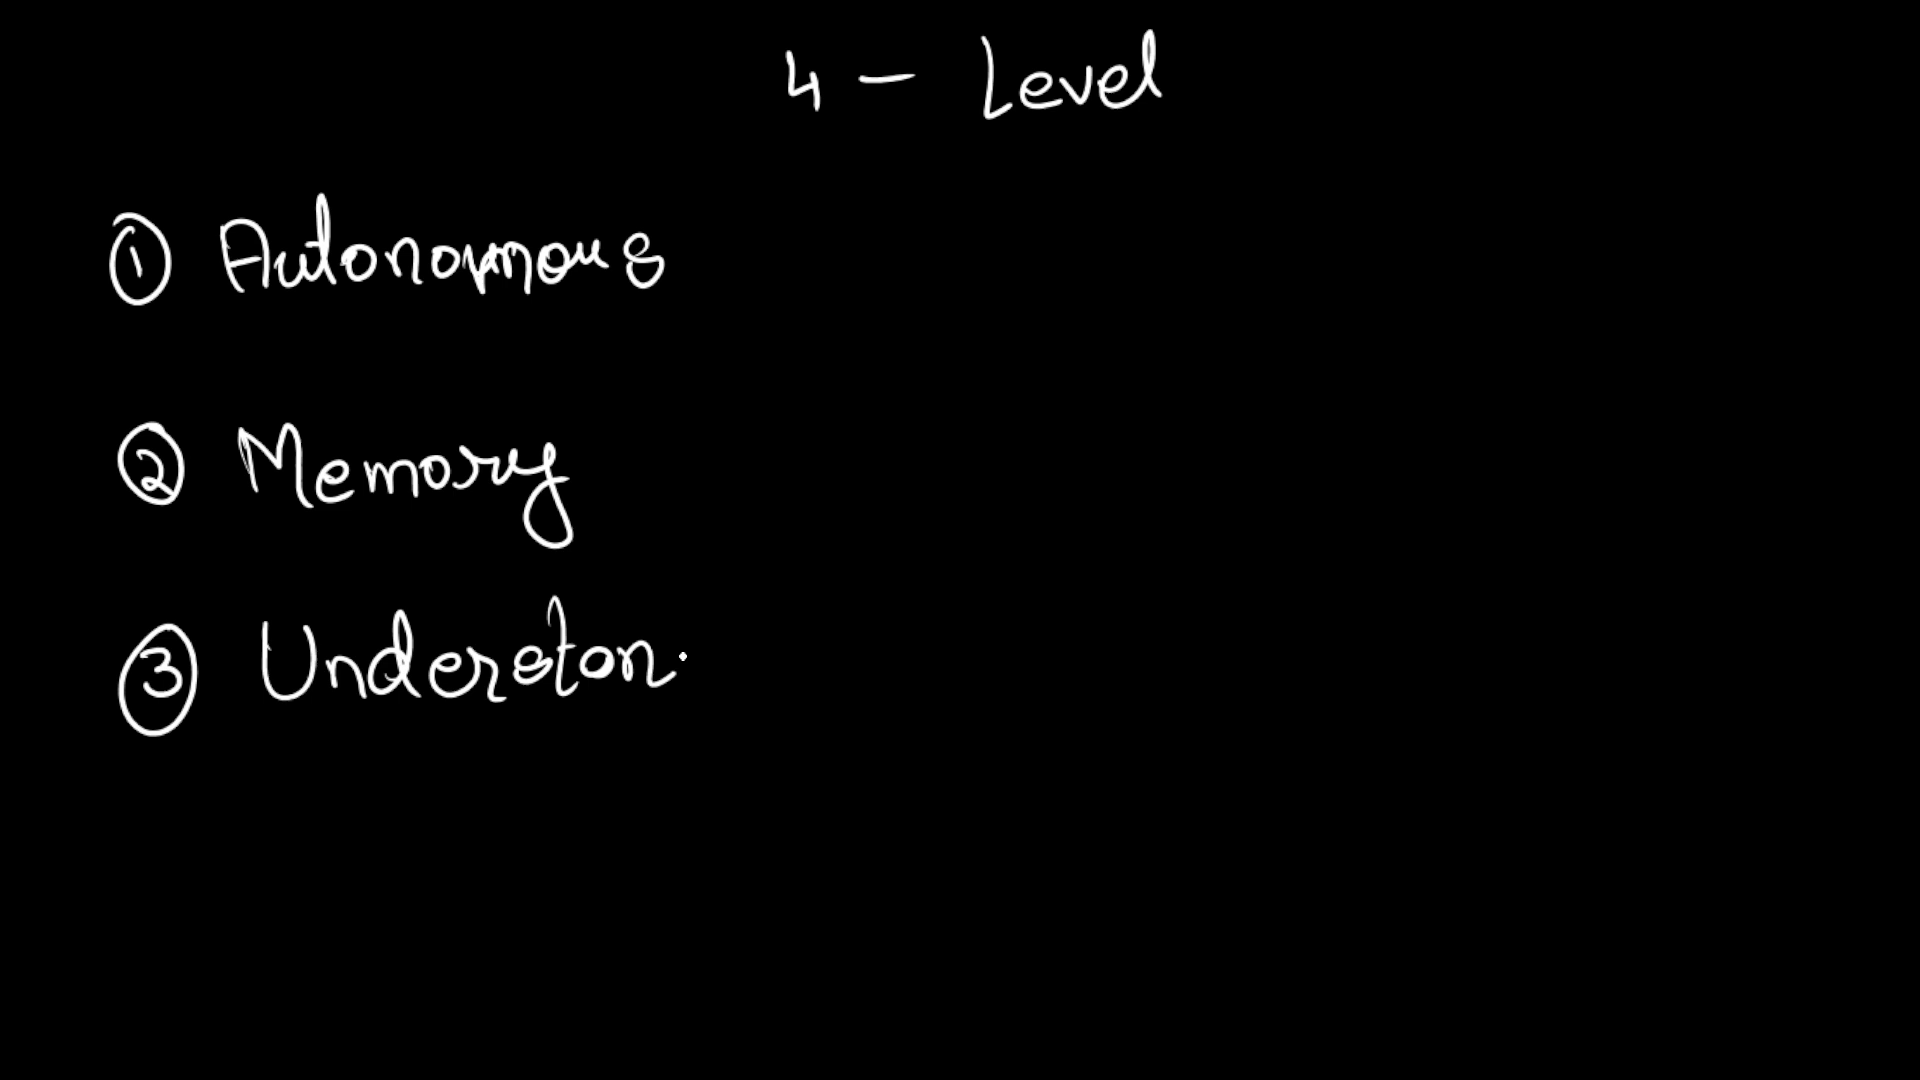 4 - Level
① Autonomous
② Memory
③ Understan